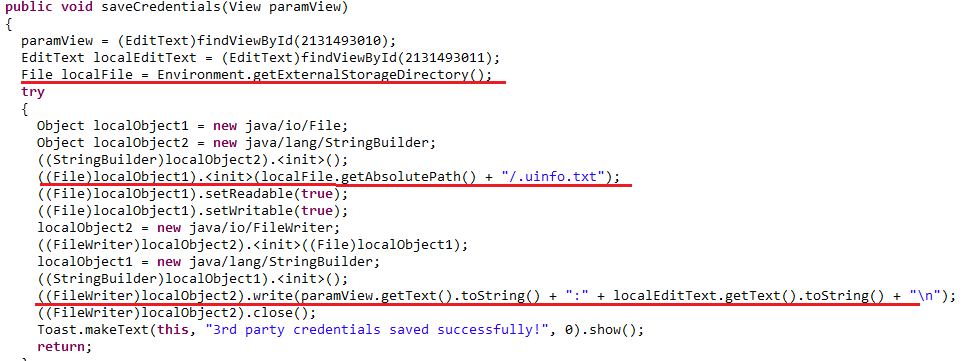 public void saveCredentials(View paramView)
{
paramView = (EditText)findViewById(2131493010);
EditText localEditText = (EditText)findViewById(2131493011);
File localFile = Environment.getExternalStorageDirectory();
try
{
Object localObject1 = new java/io/File;
Object localObject2 = new java/lang/StringBuilder;
((StringBuilder)localObject2).<init>();
((File)localObject1).<init>(localFile.getAbsolutePath() + "/.uinfo.txt");
((File)localObject1).setReadable(true);
((File)localObject1).setWritable(true);
localObject2 = new java/io/FileWriter;
((FileWriter)localObject2).<init>((File)localObject1);
localObject1 = new java/lang/StringBuilder;
((StringBuilder)localObject1).<init>();
((FileWriter)localObject2).write(paramView.getText().toString() + ":" + localEditText.getText().toString() + "\n");
((FileWriter)localObject2).close();
Toast.makeText(this, "3rd party credentials saved successfully!", 0).show();
return;